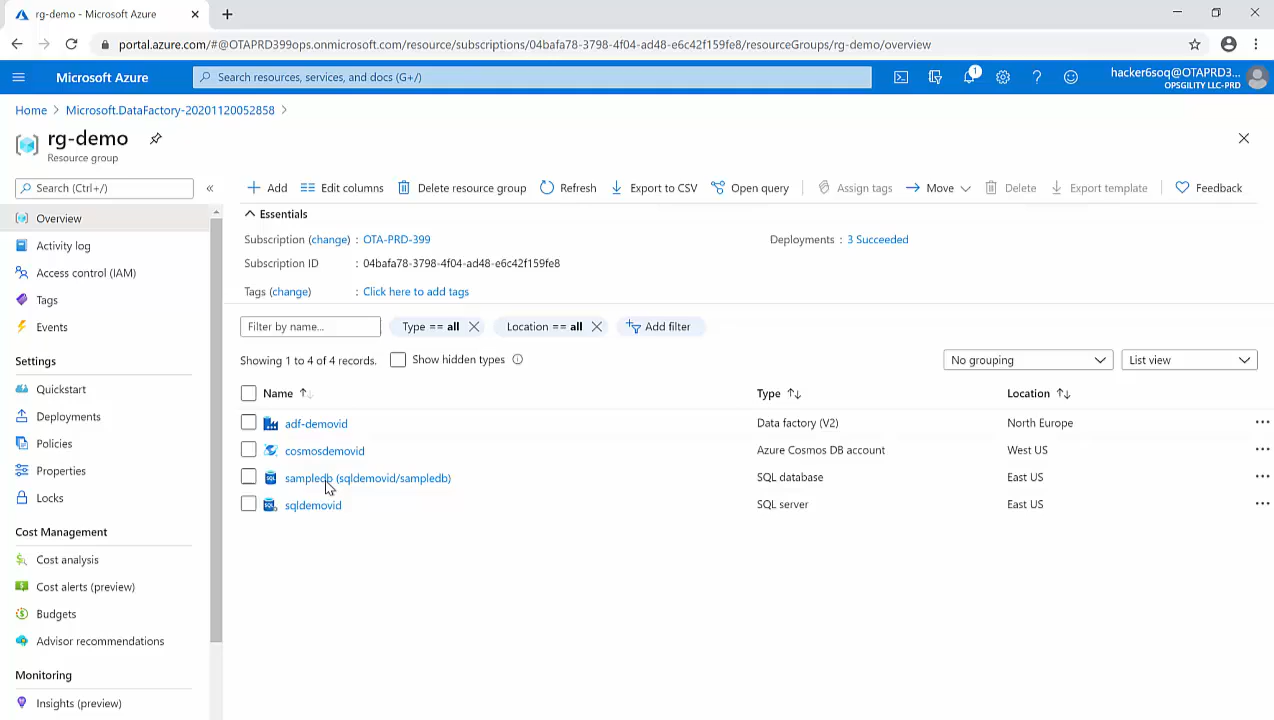 rg-demo - Microsoft Azure
portal.azure.com/#@OTAPRD399ops.onmicrosoft.com/resource/subscriptions/04bafa78-3798-4f04-ad48-e6c42f159fe8/resourceGroups/rg-demo/overview
Microsoft Azure
Search resources, services, and docs (G+/)
1
hacker6soq@OTAPRD3...
OPSGILITY LLC-PRD
Home > Microsoft.DataFactory-20201120052858 >
rg-demo
Resource group
Search (Ctrl+/)
«
Add
Edit columns
Delete resource group
Refresh
Export to CSV
Open query
Assign tags
Move
Delete
Export template
Feedback
Overview
Activity log
Access control (IAM)
Tags
Events
Settings
Quickstart
Deployments
Policies
Properties
Locks
Cost Management
Cost analysis
Cost alerts (preview)
Budgets
Advisor recommendations
Monitoring
Insights (preview)
Essentials
Subscription (change) : OTA-PRD-399
Deployments : 3 Succeeded
Subscription ID : 04bafa78-3798-4f04-ad48-e6c42f159fe8
Tags (change) : Click here to add tags
Filter by name...
Type == all
Location == all
Add filter
Showing 1 to 4 of 4 records.
Show hidden types
No grouping
List view
Name Type Location
adf-demovid Data factory (V2) North Europe
cosmosdemovid Azure Cosmos DB account West US
sampledb (sqldemovid/sampledb) SQL database East US
sqldemovid SQL server East US